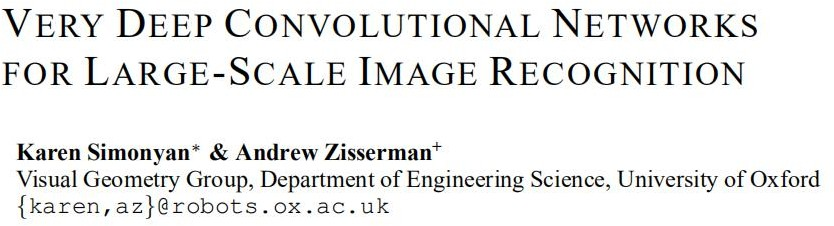 VERY DEEP CONVOLUTIONAL NETWORKS
FOR LARGE-SCALE IMAGE RECOGNITION
Karen Simonyan* & Andrew Zisserman+
Visual Geometry Group, Department of Engineering Science, University of Oxford
{karen,az}@robots.ox.ac.uk